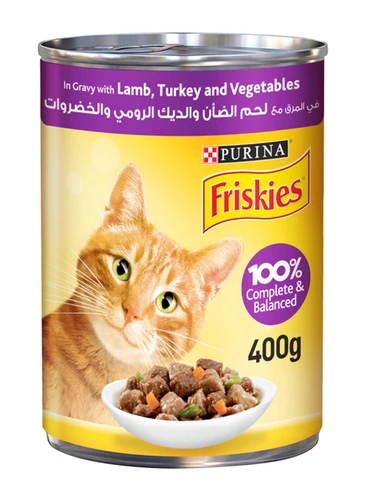 In Gravy with Lamb, Turkey and Vegetables
في المرق مع لحم الضأن والديك الرومي والخضروات
PURINA
Friskies
100%
Complete &
Balanced
400g